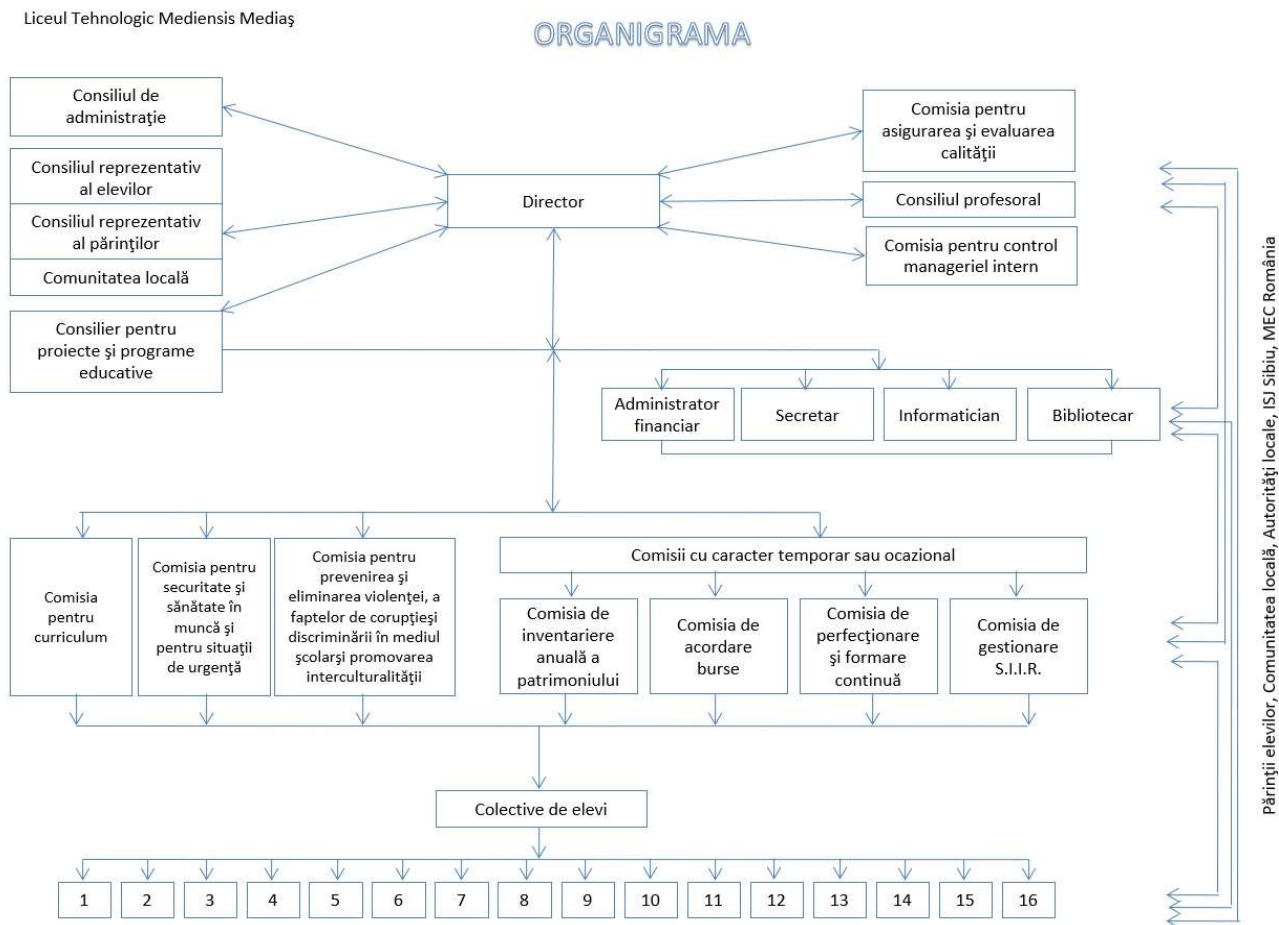 Liceul Tehnologic Mediensis Mediaş
ORGANIGRAMA
Consiliul de
administraţie
Consiliul reprezentativ
al elevilor
Consiliul reprezentativ
al părinţilor
Comunitatea locală
Consilier pentru
proiecte şi programe
educative
Director
Comisia pentru
asigurarea şi evaluarea
calităţii
Consiliul profesoral
Comisia pentru control
manageriel intern
Administrator
financiar
Secretar
Informatician
Bibliotecar
Comisia
pentru
curriculum
Comisia pentru
securitate şi
sănătate în
muncă şi
pentru situaţii
de urgenţă
Comisia pentru
prevenirea şi
eliminarea violenţei, a
faptelor de corupţieşi
discriminării în mediul
şcolarşi promovarea
interculturalităţii
Comisii cu caracter temporar sau ocazional
Comisia de
inventariere
anuală a
patrimoniului
Comisia de
acordare
burse
Comisia de
perfecţionare
şi formare
continuă
Comisia de
gestionare
S.I.I.R.
Colective de elevi
1 2 3 4 5 6 7 8 9 10 11 12 13 14 15 16
Părinţii elevilor, Comunitatea locală, Autorităţi locale, ISJ Sibiu, MEC România